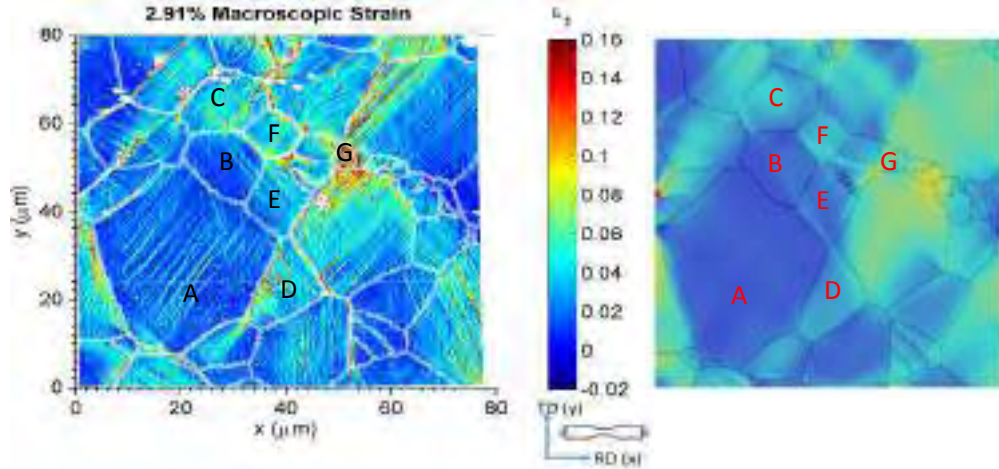 2.91% Macroscopic Strain
80
60
40
20
0
y (μm)
0 20 40 60 80
x (μm)
C
F
B
G
E
A
D
0.16
0.14
0.12
0.1
0.08
0.06
0.04
0.02
0
-0.02
TD (y)
RD (x)
C
F
B
G
E
A
D